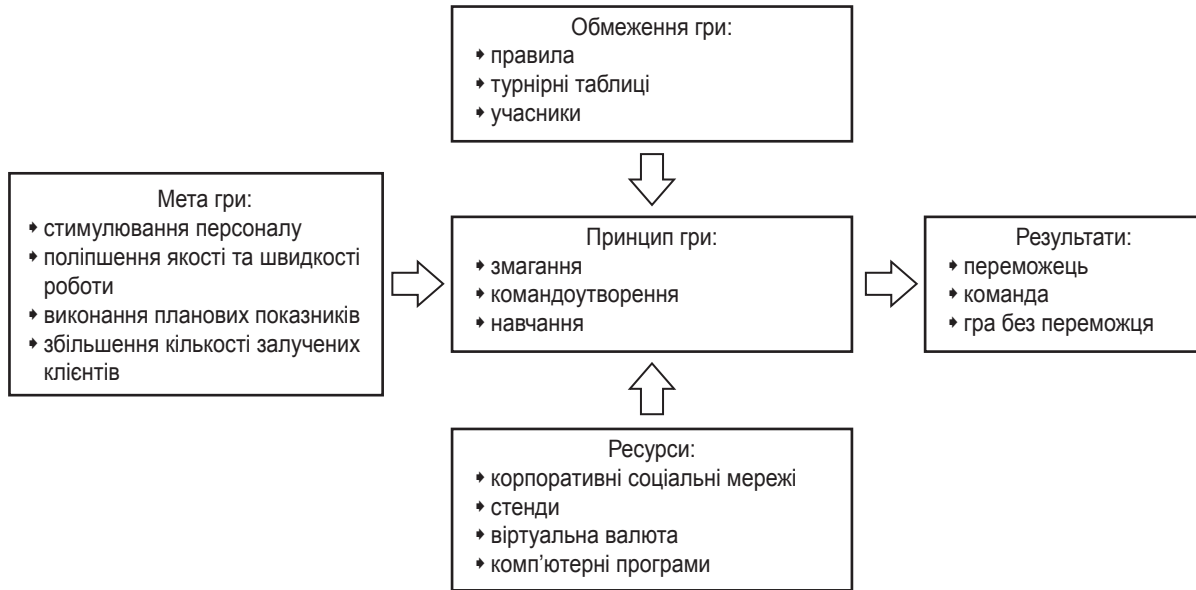 Обмеження гри:
➧ правила
➧ турнірні таблиці
➧ учасники
Мета гри:
➧ стимулювання персоналу
➧ поліпшення якості та швидкості
роботи
➧ виконання планових показників
➧ збільшення кількості залучених
клієнтів
Принцип гри:
➧ змагання
➧ командоутворення
➧ навчання
Результати:
➧ переможець
➧ команда
➧ гра без переможця
Ресурси:
➧ корпоративні соціальні мережі
➧ стенди
➧ віртуальна валюта
➧ комп’ютерні програми